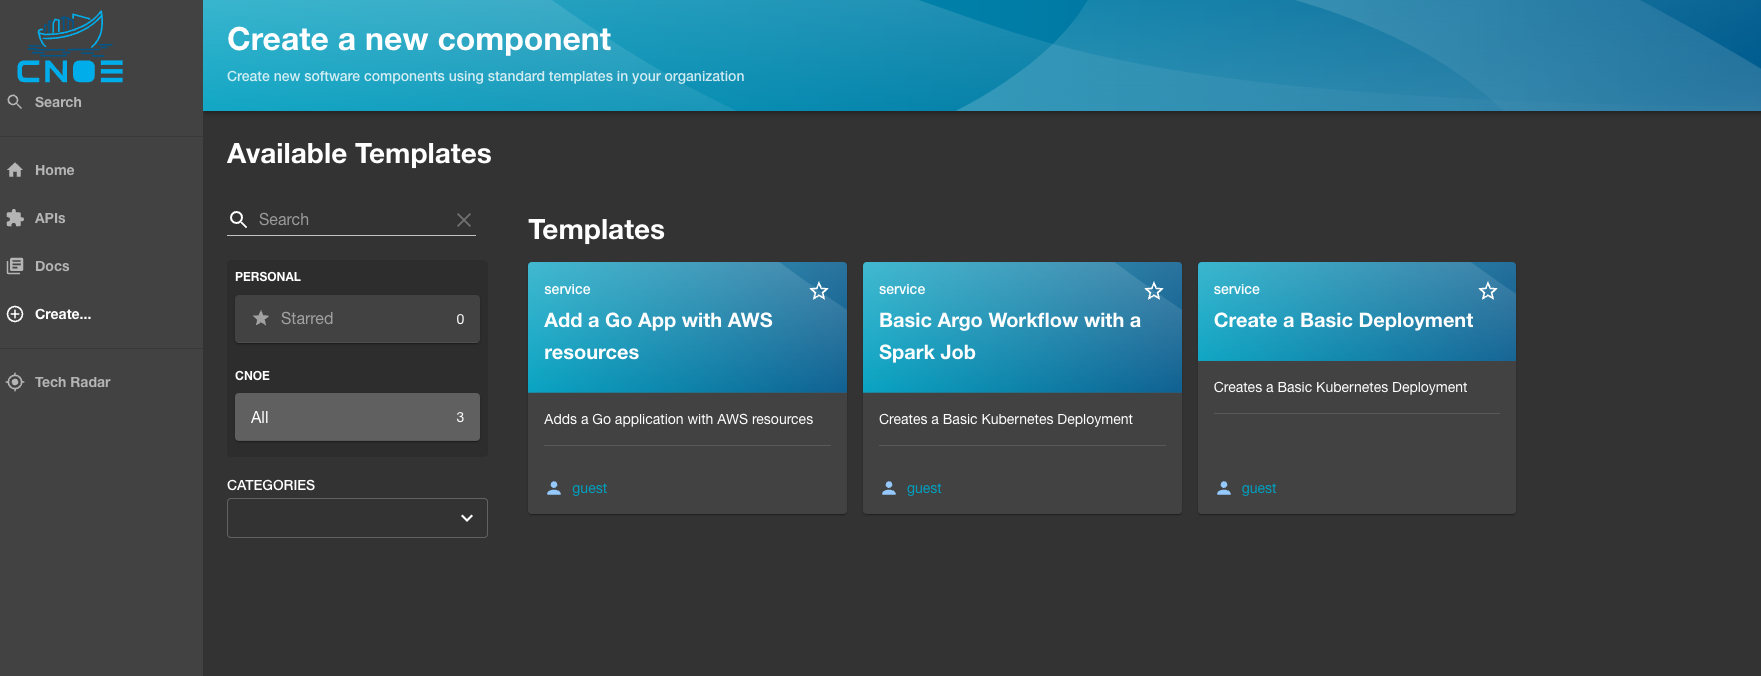 CNOE
Search
Home
APIs
Docs
Create...
Tech Radar
Create a new component
Create new software components using standard templates in your organization
Available Templates
Search
PERSONAL
Starred 0
CNOE
All 3
CATEGORIES
Templates
service
Add a Go App with AWS
resources
Adds a Go application with AWS resources
guest
service
Basic Argo Workflow with a
Spark Job
Creates a Basic Kubernetes Deployment
guest
service
Create a Basic Deployment
Creates a Basic Kubernetes Deployment
guest